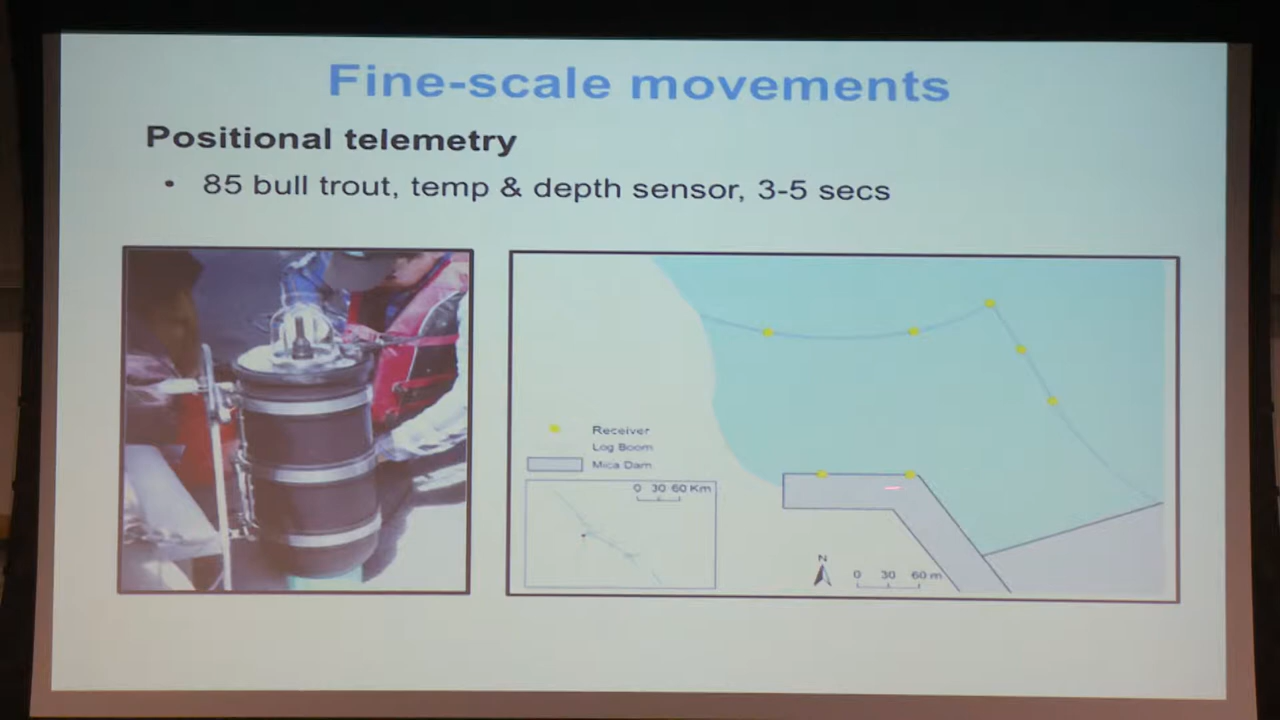 Fine-scale movements
Positional telemetry
• 85 bull trout, temp & depth sensor, 3-5 secs
Receiver
Log Boom
Mica Dam
0 30 60 Km
N
0 30 60 m